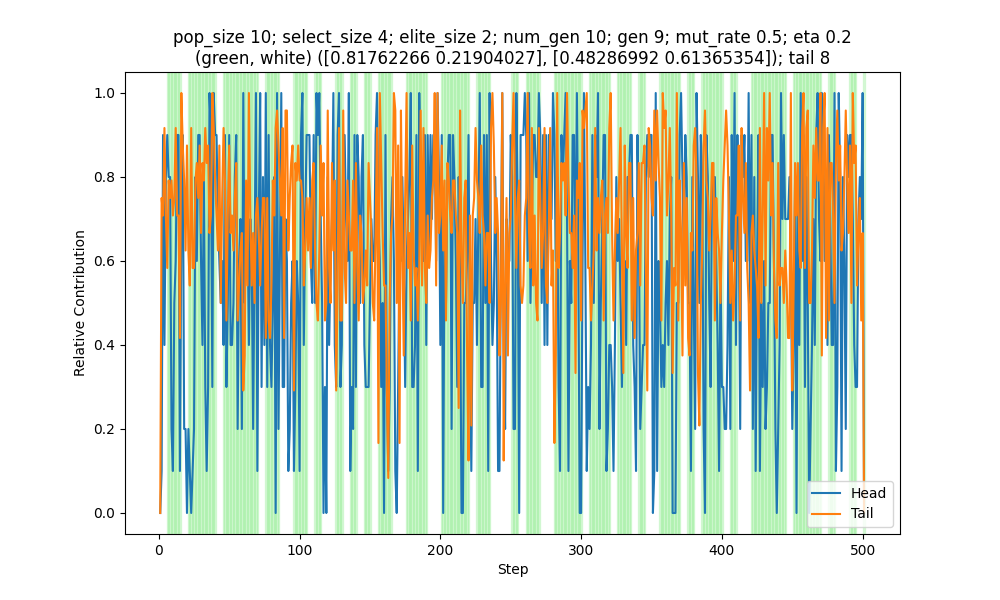 pop_size 10; select_size 4; elite_size 2; num_gen 10; gen 9; mut_rate 0.5; eta 0.2
(green, white) ([0.81762266 0.21904027], [0.48286992 0.61365354]); tail 8
1.0
0.8
0.6
0.4
0.2
0.0
Relative Contribution
Head
Tail
0
100
200
300
400
500
Step